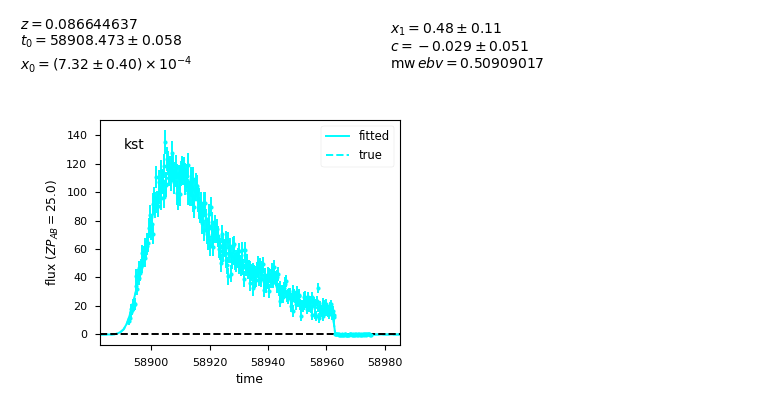 z = 0.086644637
t₀ = 58908.473 ± 0.058
x₀ = (7.32 ± 0.40) × 10⁻⁴
x₁ = 0.48 ± 0.11
c = −0.029 ± 0.051
mw ebv = 0.50909017
kst
fitted
true
140
120
100
80
60
40
20
0
flux (ZP_AB = 25.0)
58900 58920 58940 58960 58980
time